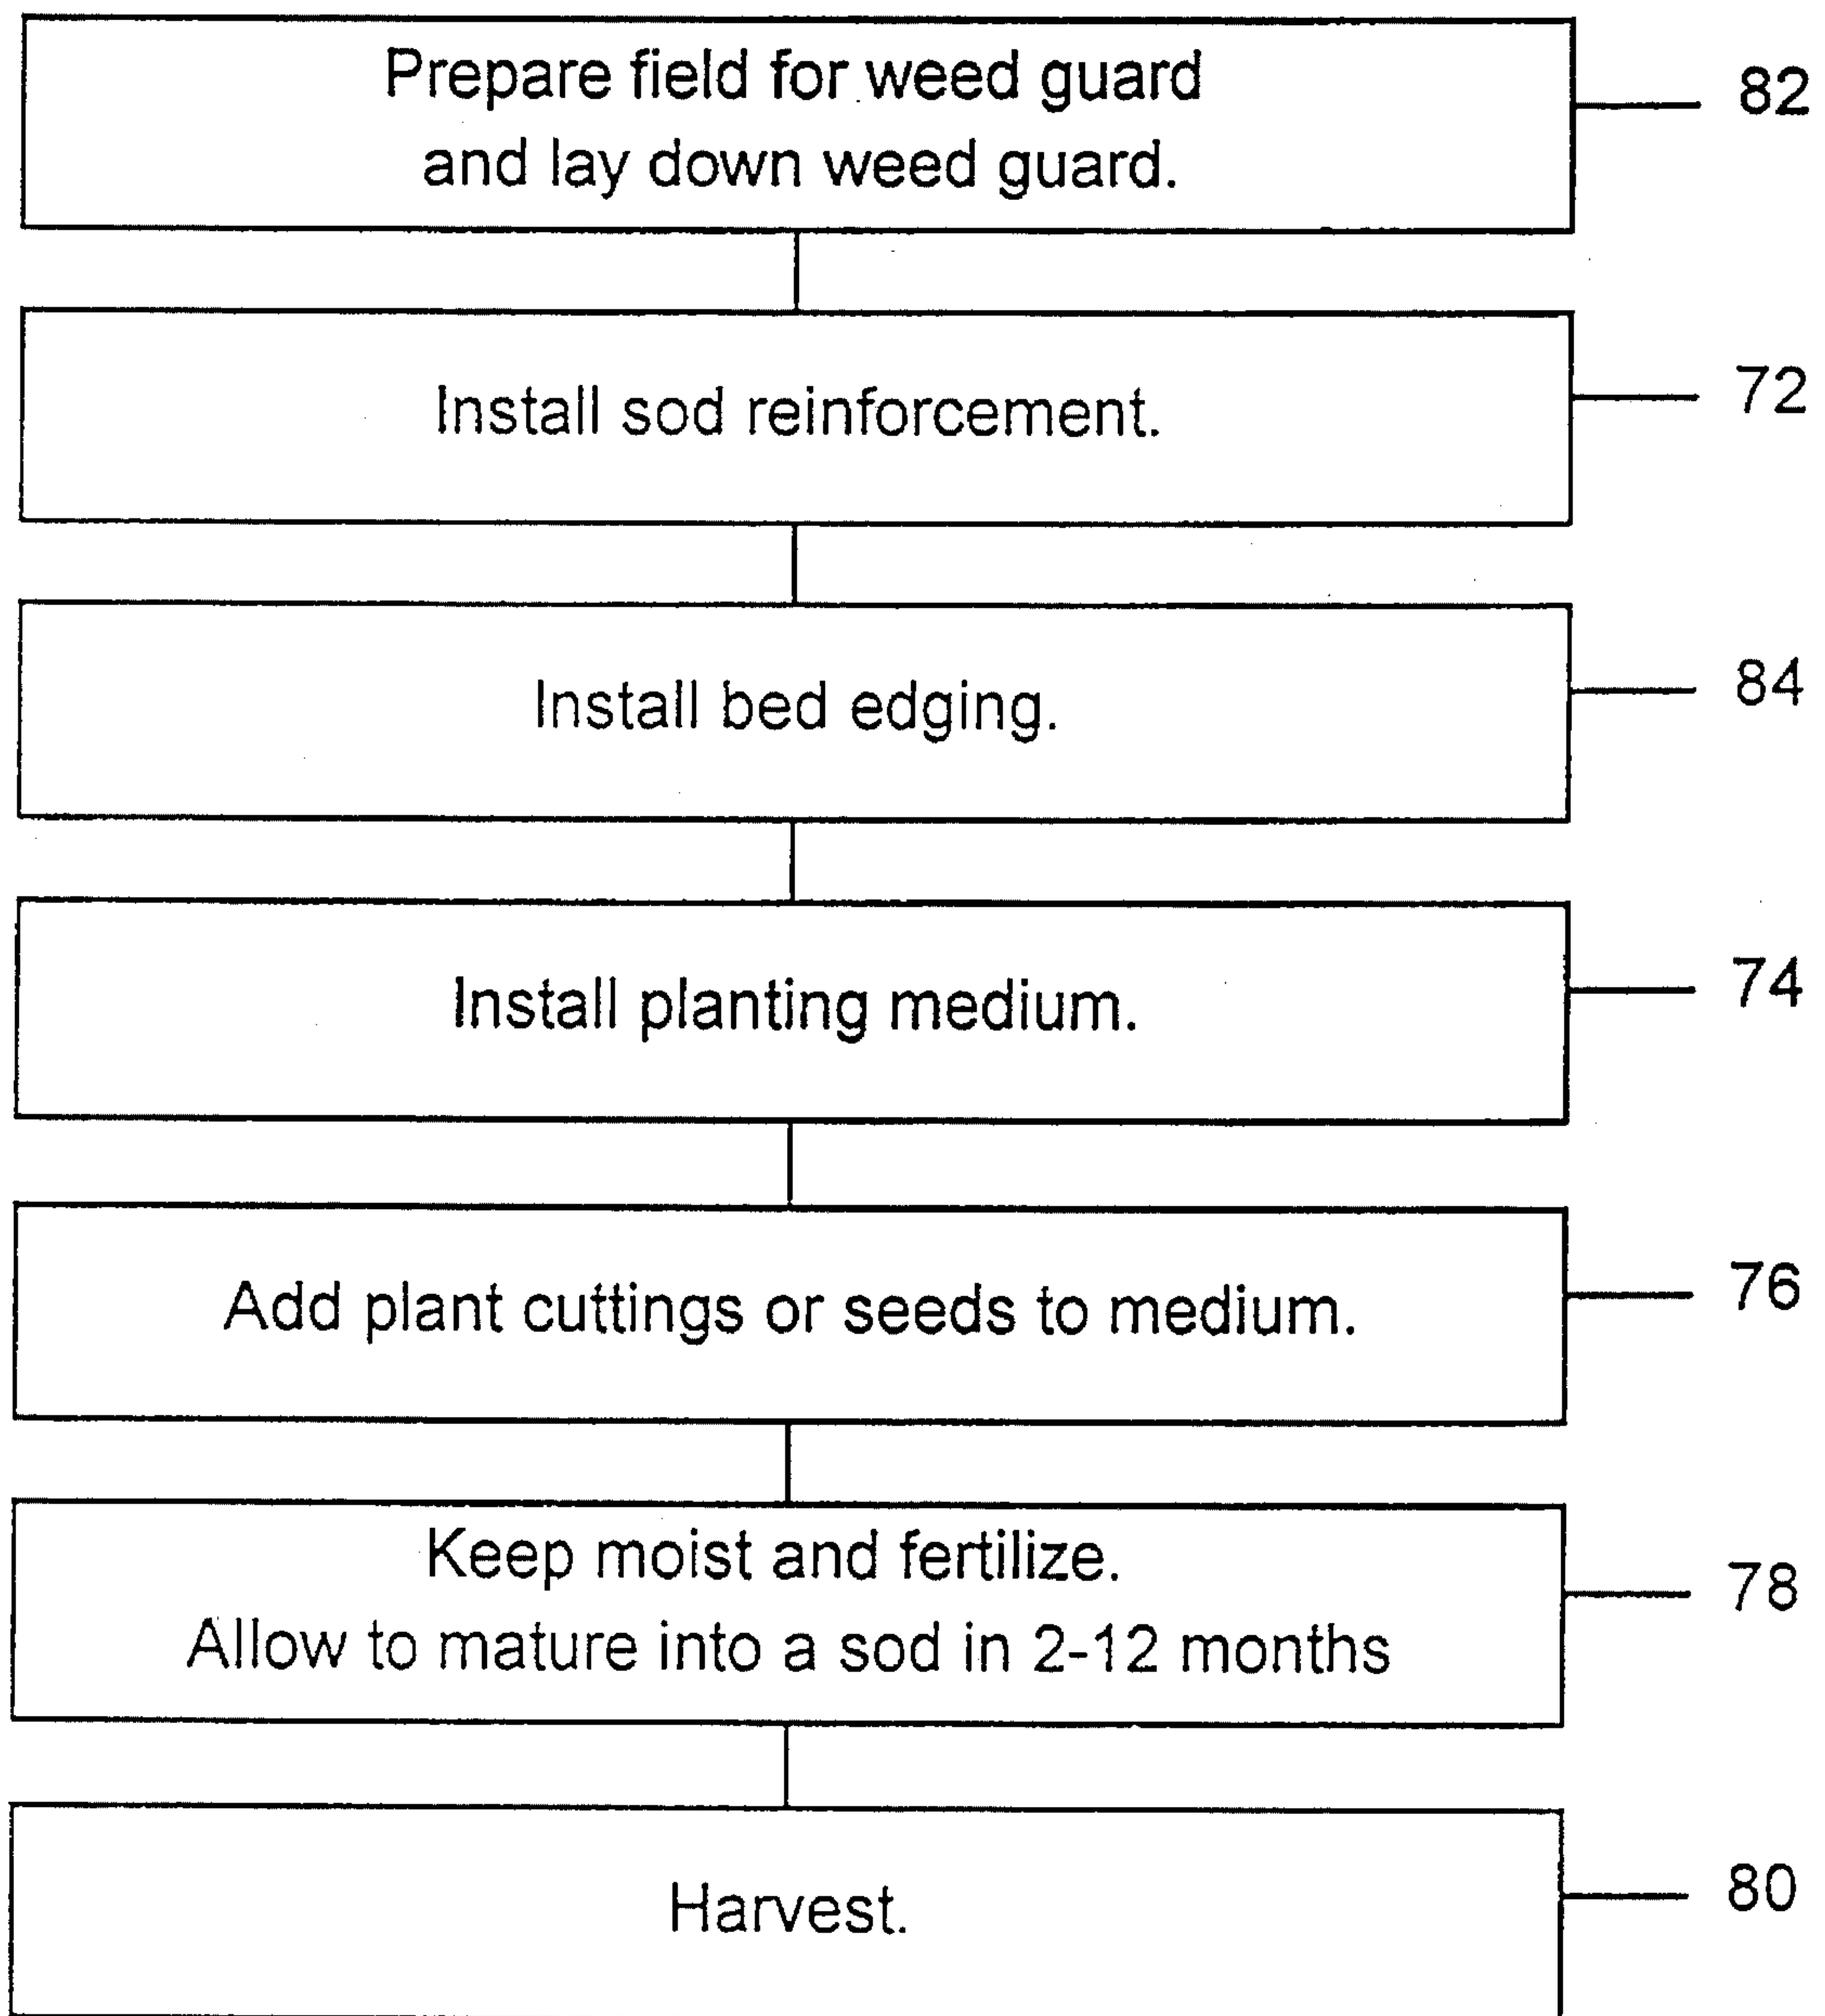 Prepare field for weed guard
and lay down weed guard.
82
Install sod reinforcement.
72
Install bed edging.
84
Install planting medium.
74
Add plant cuttings or seeds to medium.
76
Keep moist and fertilize.
Allow to mature into a sod in 2-12 months
78
Harvest.
80